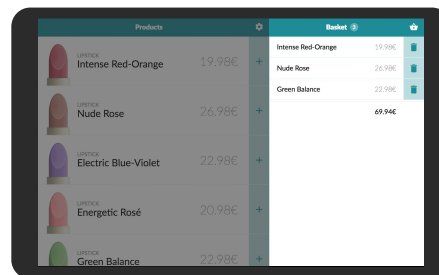 Products
LIPSTICK
Intense Red-Orange
19.98€
+
LIPSTICK
Nude Rose
26.98€
+
LIPSTICK
Electric Blue-Violet
22.98€
+
LIPSTICK
Energetic Rosé
20.98€
+
LIPSTICK
Green Balance
22.98€
+
Basket 3
Intense Red-Orange 19.98€
Nude Rose 26.98€
Green Balance 22.98€
69.94€